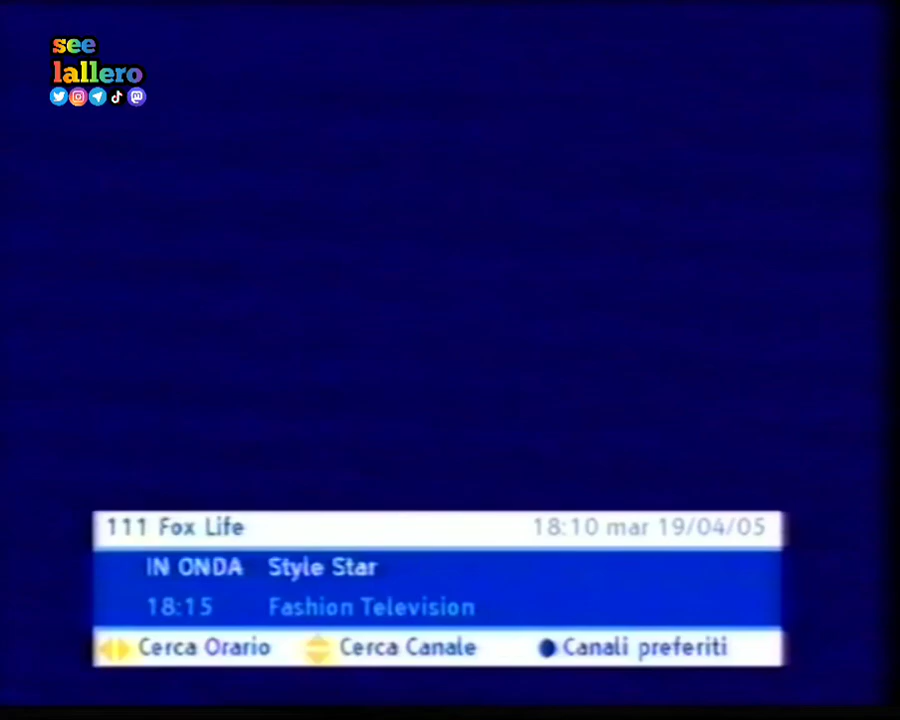 see
lallero
111 Fox Life 18:10 mar 19/04/05
IN ONDA Style Star
18:15 Fashion Television
Cerca Orario Cerca Canale Canali preferiti